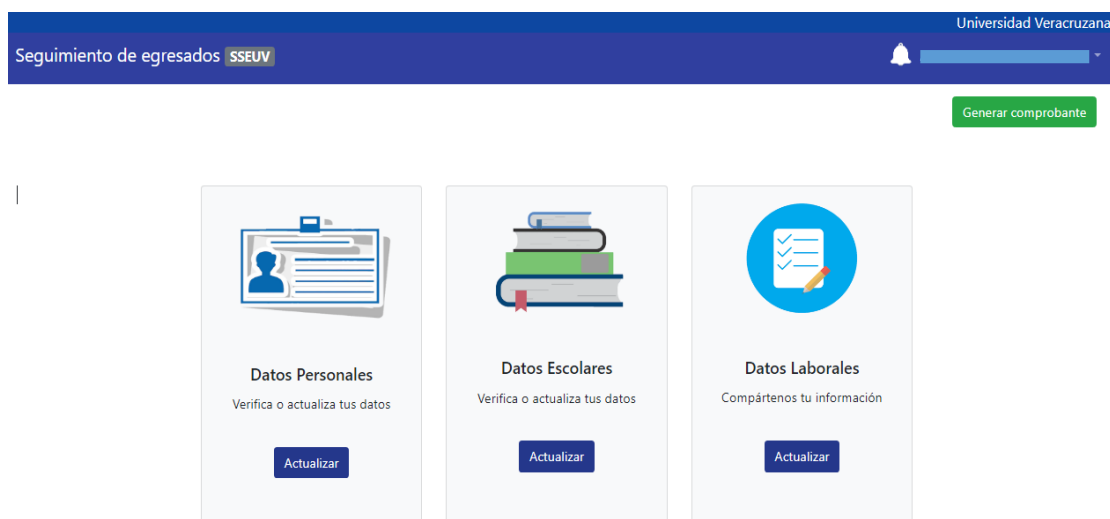 Universidad Veracruzana
Seguimiento de egresados SSEUV
Generar comprobante
Datos Personales
Verifica o actualiza tus datos
Actualizar
Datos Escolares
Verifica o actualiza tus datos
Actualizar
Datos Laborales
Compártenos tu información
Actualizar